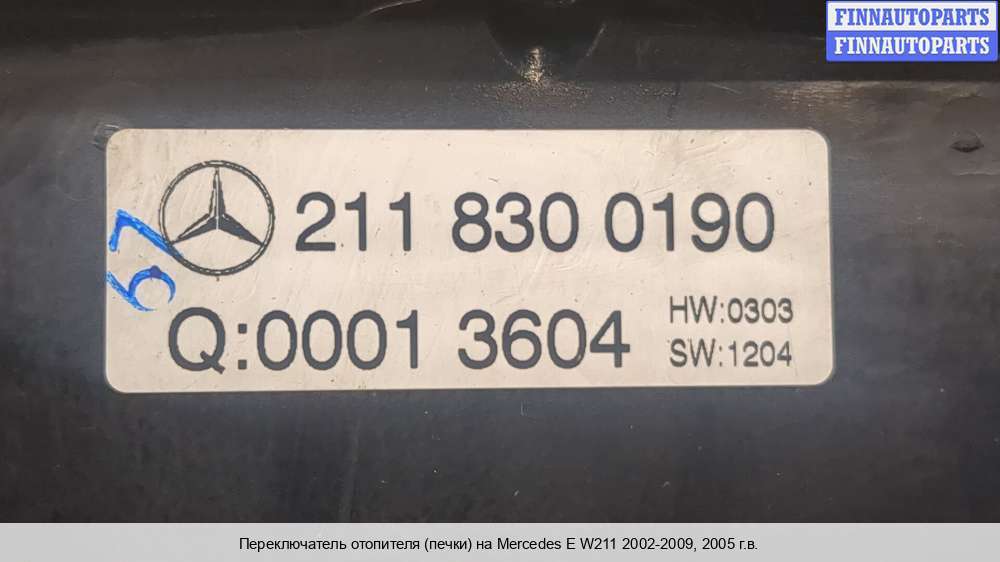 FINNAUTOPARTS
FINNAUTOPARTS
211 830 0190
Q:0001 3604
HW:0303
SW:1204
Переключатель отопителя (печки) на Mercedes E W211 2002-2009, 2005 г.в.